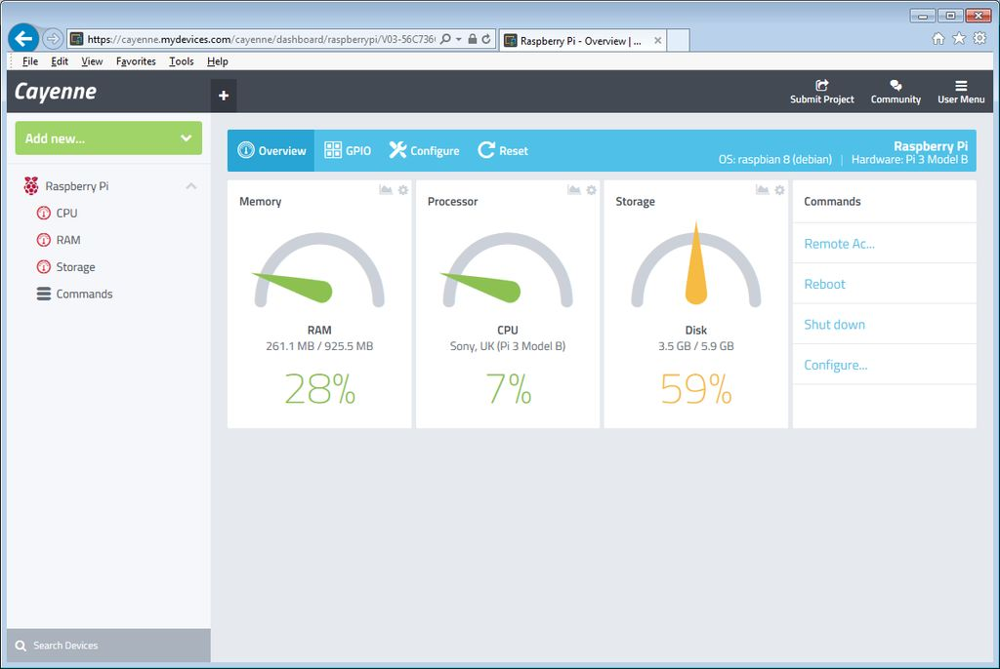 https://cayenne.mydevices.com/cayenne/dashboard/raspberrypi/V03-56C736
Raspberry Pi - Overview | ...
File Edit View Favorites Tools Help
Cayenne
+
Submit Project
Community
User Menu
Add new...
Raspberry Pi
CPU
RAM
Storage
Commands
Search Devices
Overview
GPIO
Configure
Reset
Raspberry Pi
OS: raspbian 8 (debian) | Hardware: Pi 3 Model B
Memory
RAM
261.1 MB / 925.5 MB
28%
Processor
CPU
Sony, UK (Pi 3 Model B)
7%
Storage
Disk
3.5 GB / 5.9 GB
59%
Commands
Remote Ac...
Reboot
Shut down
Configure...